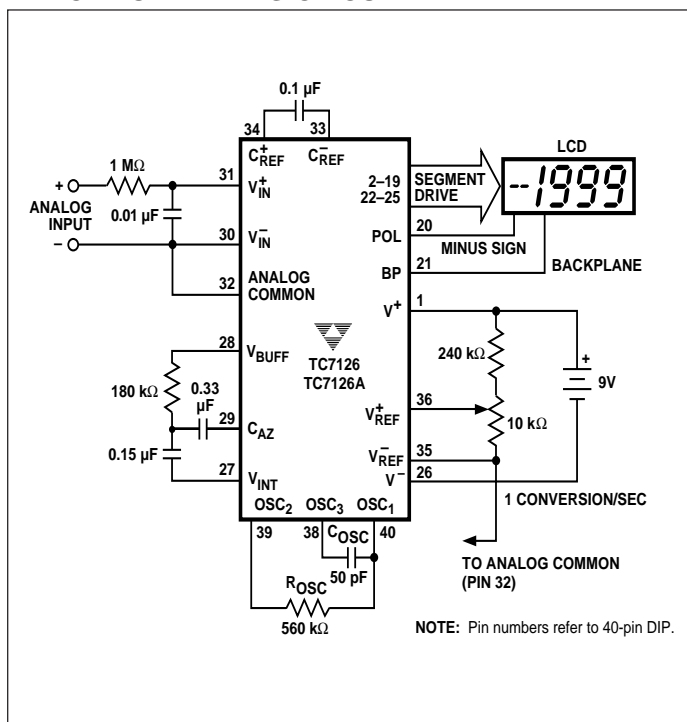 0.1 µF
34
33
LCD
C+REF
C–REF
1 MΩ
31
V+IN
2–19
22–25
SEGMENT
DRIVE
–1999
+
ANALOG
INPUT
–
0.01 µF
30
V–IN
POL
20
MINUS SIGN
32
ANALOG
COMMON
BP
21
BACKPLANE
V+
1
28
VBUFF
TC7126
TC7126A
240 kΩ
+
9V
180 kΩ
0.33
µF
29
CAZ
V+REF
36
10 kΩ
0.15 µF
27
VINT
V–REF
35
V–
26
1 CONVERSION/SEC
OSC2
OSC3
OSC1
39
38
COSC
40
50 pF
TO ANALOG COMMON
(PIN 32)
ROSC
560 kΩ
NOTE: Pin numbers refer to 40-pin DIP.